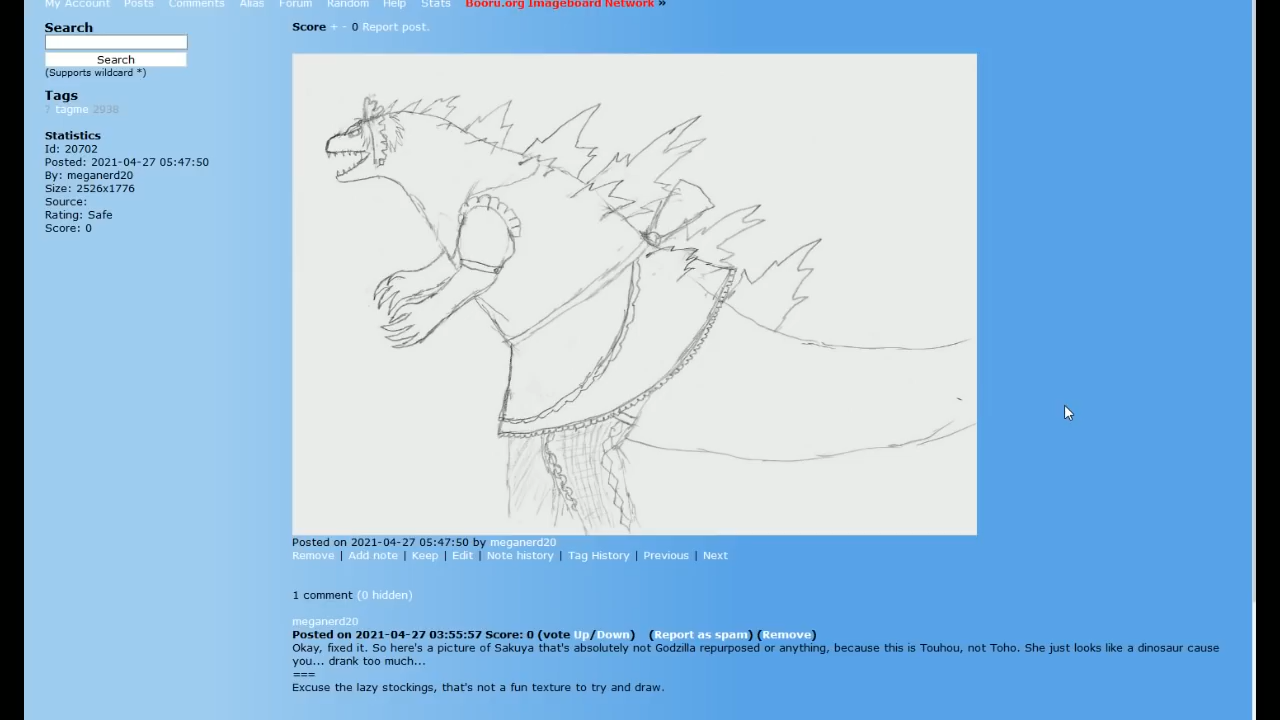 My Account Posts Comments Alias Forum Random Help Stats Booru.org Imageboard Network »
Search
Search
(Supports wildcard *)
Tags
? tagme 2938
Statistics
Id: 20702
Posted: 2021-04-27 05:47:50
By: meganerd20
Size: 2526x1776
Source:
Rating: Safe
Score: 0
Score + - 0 Report post.
Posted on 2021-04-27 05:47:50 by meganerd20
Remove | Add note | Keep | Edit | Note history | Tag History | Previous | Next
1 comment (0 hidden)
meganerd20
Posted on 2021-04-27 03:55:57 Score: 0 (vote Up/Down) (Report as spam) (Remove)
Okay, fixed it. So here's a picture of Sakuya that's absolutely not Godzilla repurposed or anything, because this is Touhou, not Toho. She just looks like a dinosaur cause
you... drank too much...
===
Excuse the lazy stockings, that's not a fun texture to try and draw.